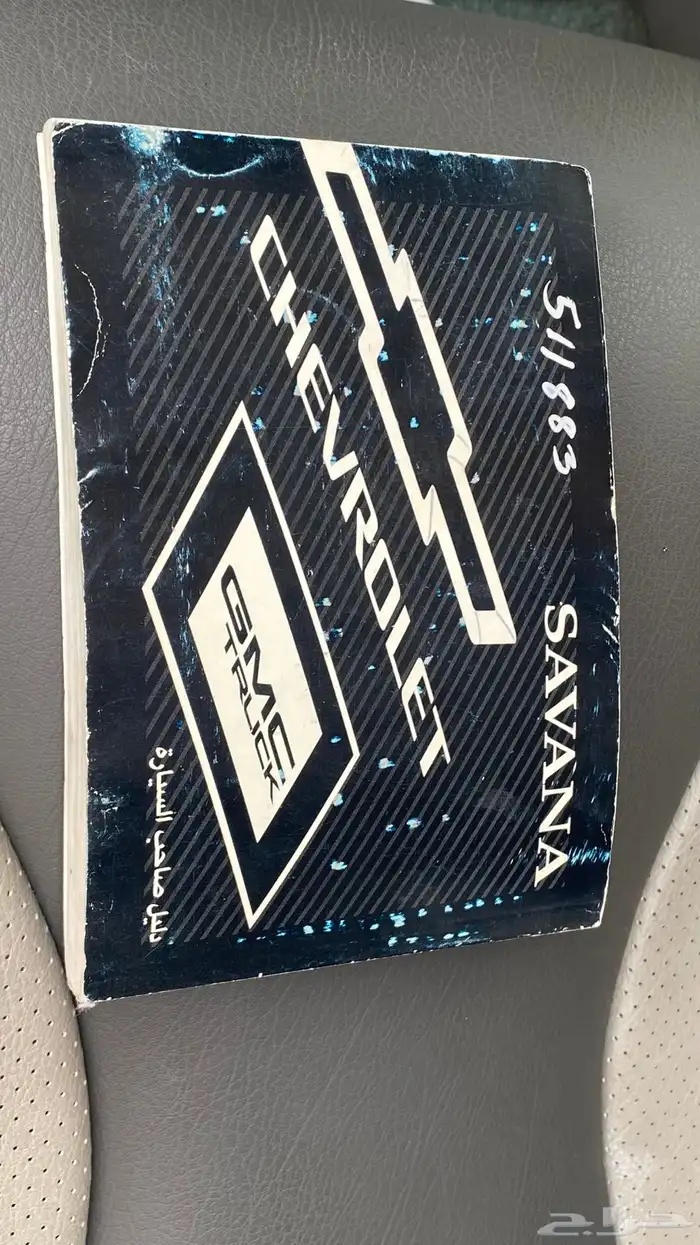 511883
SAVANA
CHEVROLET
GMC
TRUCK
دليل صاحب السيارة
حراج